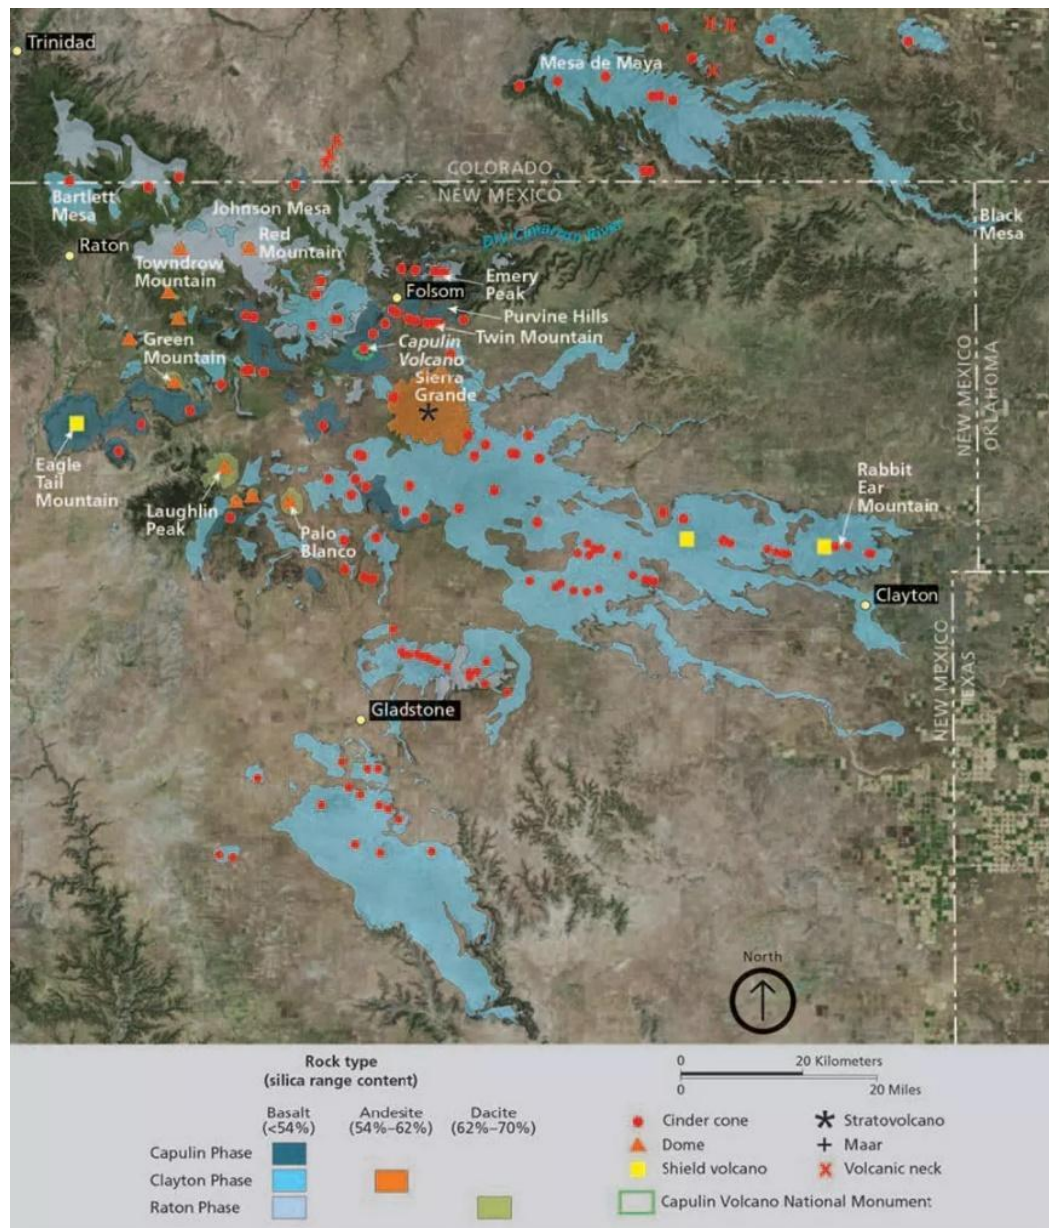 Trinidad
Mesa de Maya
COLORADO
NEW MEXICO
Bartlett
Mesa
Johnson Mesa
Black
Mesa
Raton
Red
Mountain
Dry Cimarron River
Towndrow
Mountain
Emery
Peak
Folsom
Purvine Hills
Twin Mountain
Green
Mountain
Capulin
Volcano
Sierra
Grande
NEW MEXICO
OKLAHOMA
Eagle
Tail
Mountain
Laughlin
Peak
Palo
Blanco
Rabbit
Ear
Mountain
Clayton
NEW MEXICO
TEXAS
Gladstone
North
Rock type
(silica range content)
Basalt
(<54%)
Andesite
(54%–62%)
Dacite
(62%–70%)
Capulin Phase
Clayton Phase
Raton Phase
0 20 Kilometers
0 20 Miles
Cinder cone
Dome
Shield volcano
Stratovolcano
Maar
Volcanic neck
Capulin Volcano National Monument